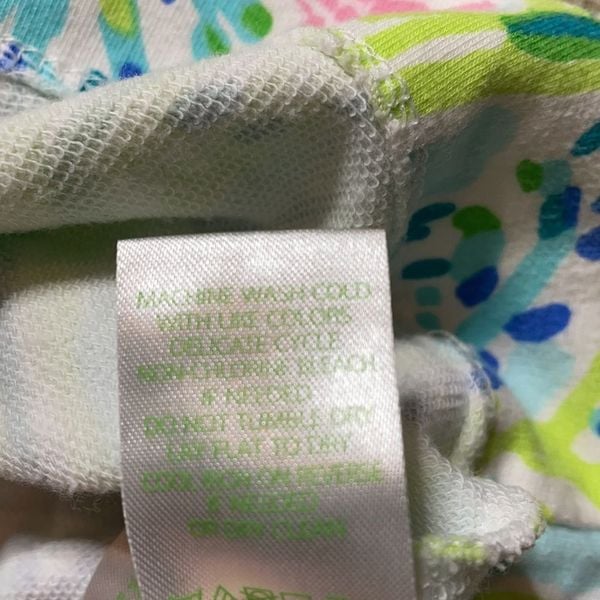 MACHINE WASH COLD
WITH LIKE COLORS
DELICATE CYCLE
NON-CHLORINE BLEACH
IF NEEDED
DO NOT TUMBLE DRY
LAY FLAT TO DRY
COOL IRON ON REVERSE
IF NEEDED
OR DRY CLEAN